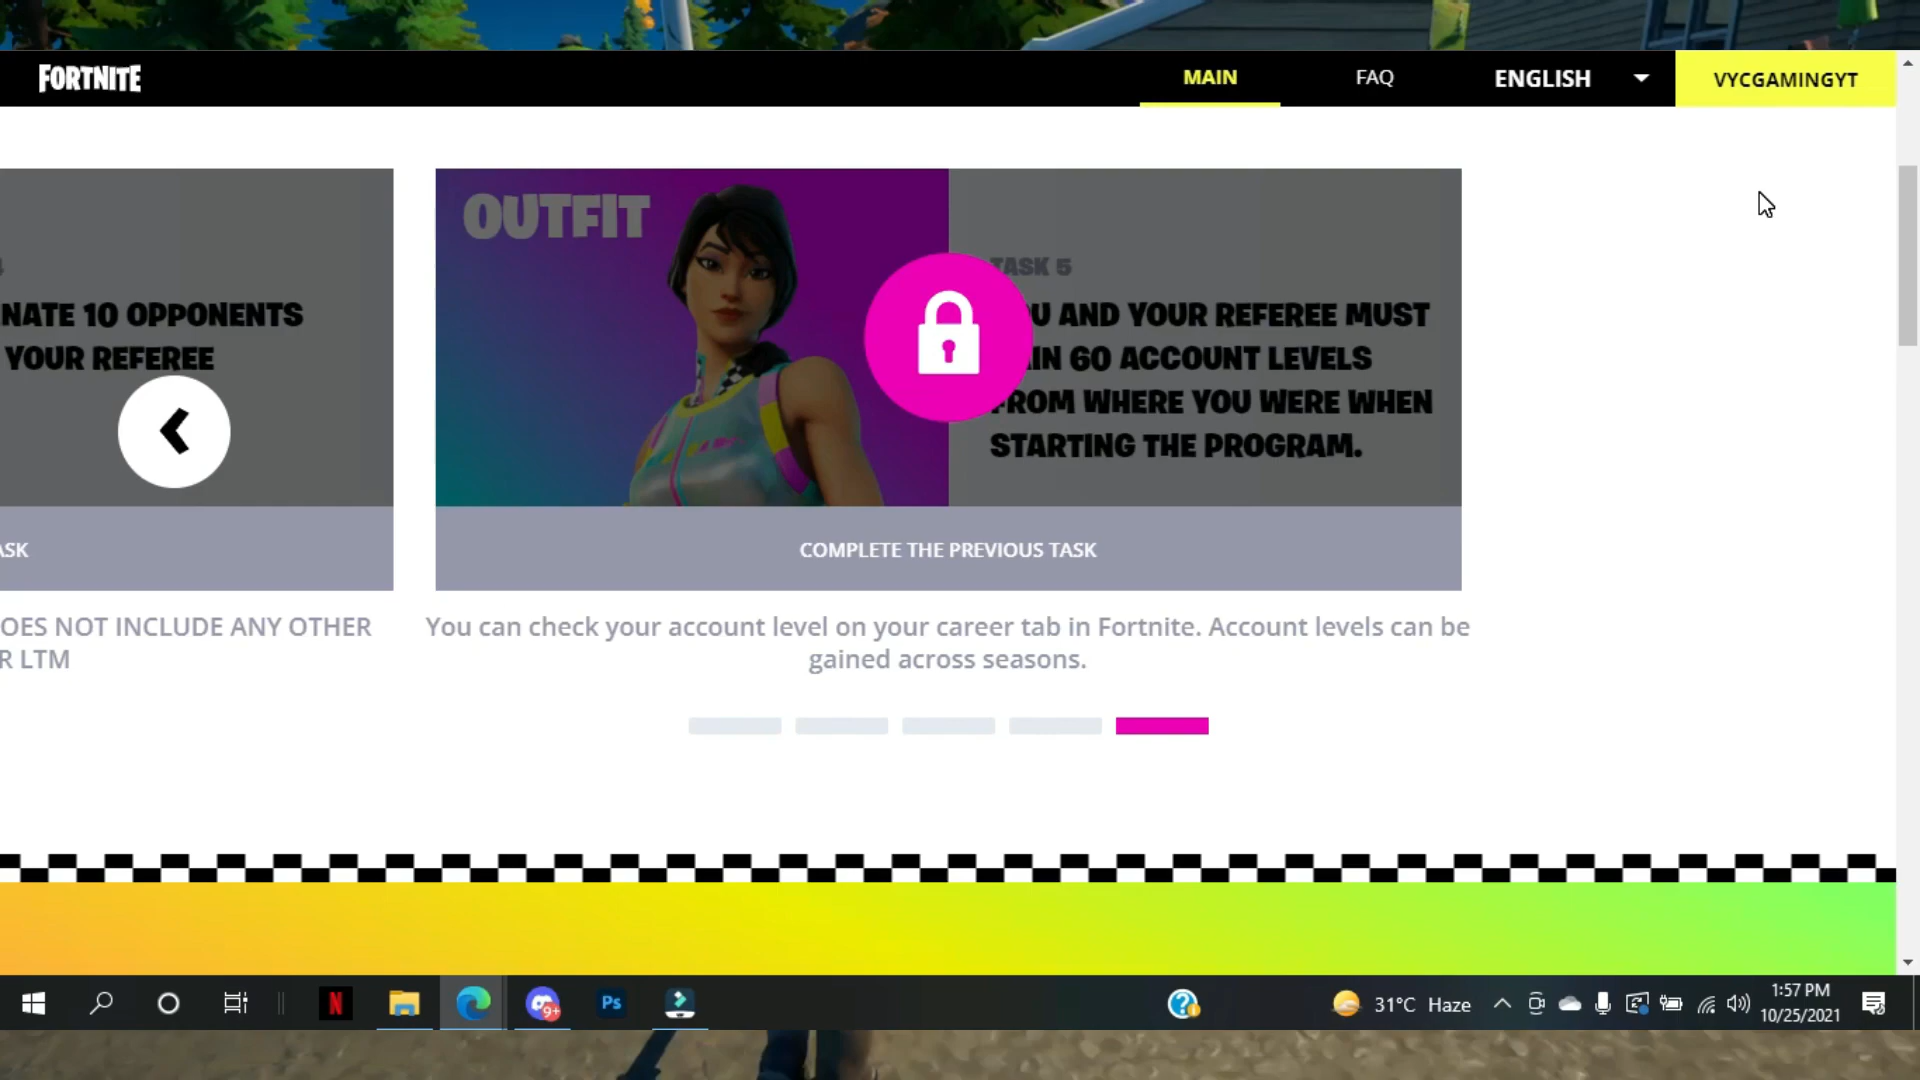 FORTNITE
MAIN
FAQ
ENGLISH
VYCGAMINGYT
NATE 10 OPPONENTS
YOUR REFEREE
ASK
OES NOT INCLUDE ANY OTHER
R LTM
OUTFIT
TASK 5
U AND YOUR REFEREE MUST
IN 60 ACCOUNT LEVELS
FROM WHERE YOU WERE WHEN
STARTING THE PROGRAM.
COMPLETE THE PREVIOUS TASK
You can check your account level on your career tab in Fortnite. Account levels can be
gained across seasons.
N
9+
Ps
31°C Haze
1:57 PM
10/25/2021